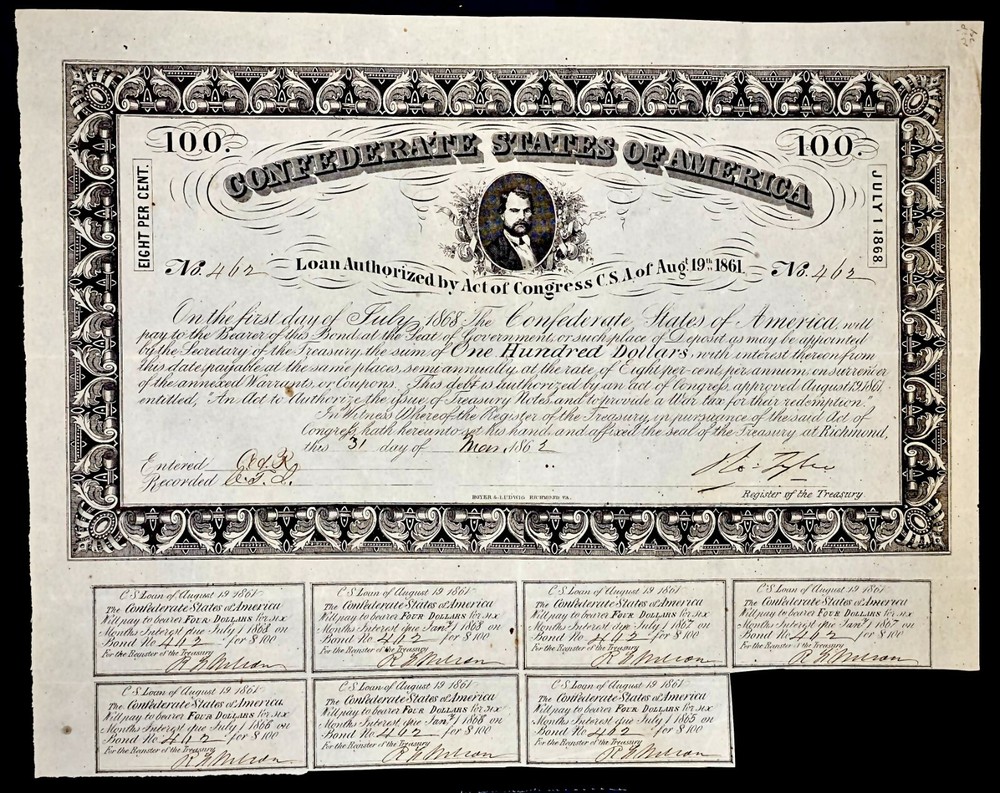 100.
100.
CONFEDERATE STATES OF AMERICA
EIGHT PER CENT.
JULY 1 1868
No. 462
Loan Authorized by Act of Congress C.S.A. of Augt. 19th 1861.
No. 462
On the first day of July, 1868, The Confederate States of America, will
pay to the Bearer of this Bond, at the Seat of Government, or such place of Deposit as may be appointed
by the Secretary of the Treasury, the sum of One Hundred Dollars, with interest thereon from
this date, payable at the same places, semi annually, at the rate of Eight per cent, per annum, on surrender
of the annexed Warrants, or Coupons. This debt is authorized by an act of Congress, approved August 19, 1861
entitled, "An Act to Authorize the issue of Treasury Notes, and to provide a War tax for their redemption."
In Witness Whereof the Register of the Treasury, in pursuance of the said Act of
Congress, hath hereunto set his hand, and affixed the seal of the Treasury at Richmond,
this 31 day of Mar, 1862
Entered
Recorded
Ro: Tyler
Register of the Treasury
HOYER & LUDWIG RICHMOND VA.
C.S. Loan of August 19 1861
The Confederate States of America
Will pay to bearer FOUR DOLLARS for six
Months Interest due July 1 1868 on
Bond No 462 for $ 100
For the Register of the Treasury
C.S. Loan of August 19 1861
The Confederate States of America
Will pay to bearer FOUR DOLLARS for six
Months Interest due Jany. 1 1868 on
Bond No 462 for $ 100
For the Register of the Treasury
C.S. Loan of August 19 1861
The Confederate States of America
Will pay to bearer FOUR DOLLARS for six
Months Interest due July 1 1867 on
Bond No 462 for $ 100
For the Register of the Treasury
C.S. Loan of August 19 1861
The Confederate States of America
Will pay to bearer FOUR DOLLARS for six
Months Interest due Jany. 1 1867 on
Bond No 462 for $ 100
For the Register of the Treasury
C.S. Loan of August 19 1861
The Confederate States of America
Will pay to bearer FOUR DOLLARS for six
Months Interest due July 1 1866 on
Bond No 462 for $ 100
For the Register of the Treasury
C.S. Loan of August 19 1861
The Confederate States of America
Will pay to bearer FOUR DOLLARS for six
Months Interest due Jany. 1 1866 on
Bond No 462 for $ 100
For the Register of the Treasury
C.S. Loan of August 19 1861
The Confederate States of America
Will pay to bearer FOUR DOLLARS for six
Months Interest due July 1 1865 on
Bond No 462 for $ 100
For the Register of the Treasury